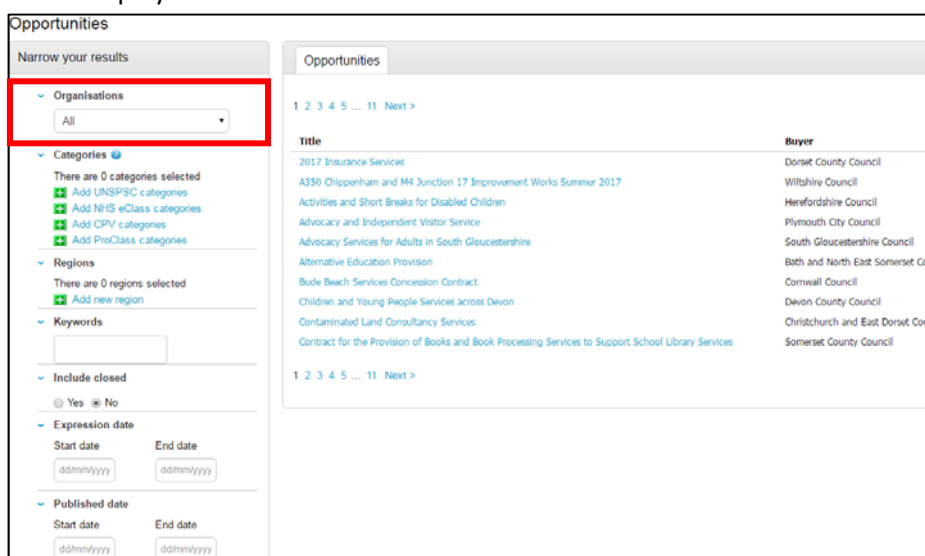 Opportunities
Narrow your results
Organisations
All
Categories
There are 0 categories selected
Add UNSPSC categories
Add NHS eClass categories
Add CPV categories
Add ProClass categories
Regions
There are 0 regions selected
Add new region
Keywords
Include closed
Yes No
Expression date
Start date End date
dd/mm/yyyy dd/mm/yyyy
Published date
Start date End date
dd/mm/yyyy dd/mm/yyyy
Opportunities
1 2 3 4 5 ... 11 Next >
Title Buyer
2017 Insurance Services Dorset County Council
A350 Chippenham and M4 Junction 17 Improvement Works Summer 2017 Wiltshire Council
Activities and Short Breaks for Disabled Children Herefordshire Council
Advocacy and Independent Visitor Service Plymouth City Council
Advocacy Services for Adults in South Gloucestershire South Gloucestershire Council
Alternative Education Provision Bath and North East Somerset Co
Bude Beach Services Concession Contract Cornwall Council
Children and Young People Services across Devon Devon County Council
Contaminated Land Consultancy Services Christchurch and East Dorset Cou
Contract for the Provision of Books and Book Processing Services to Support School Library Services Somerset County Council
1 2 3 4 5 ... 11 Next >